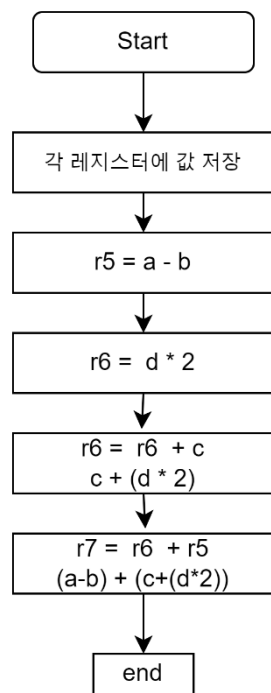 Start
각 레지스터에 값 저장
r5 = a - b
r6 = d * 2
r6 = r6 + c
c + (d * 2)
r7 = r6 + r5
(a-b) + (c+(d*2))
end